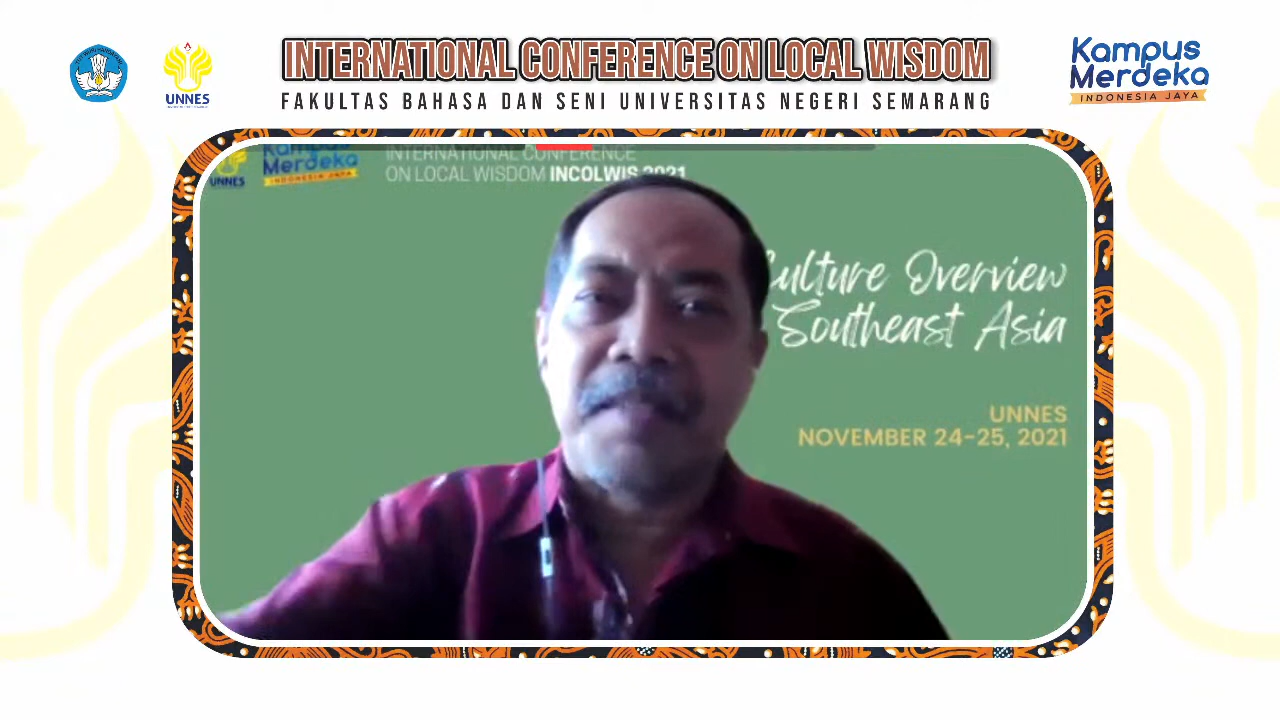 INTERNATIONAL CONFERENCE ON LOCAL WISDOM
FAKULTAS BAHASA DAN SENI UNIVERSITAS NEGERI SEMARANG
UNNES
Kampus
Merdeka
INDONESIA JAYA
UNNES
Kampus
Merdeka
INDONESIA JAYA
INTERNATIONAL CONFERENCE
ON LOCAL WISDOM INCOLWIS 2021
Culture Overview
Southeast Asia
UNNES
NOVEMBER 24-25, 2021